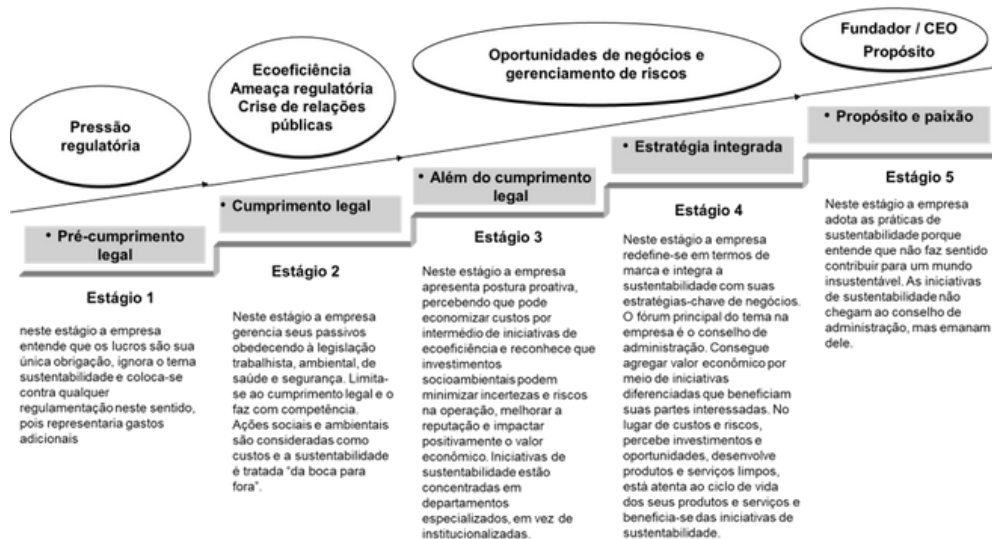 Pressão
regulatória
Ecoeficiência
Ameaça regulatória
Crise de relações
públicas
Oportunidades de negócios e
gerenciamento de riscos
Fundador / CEO
Propósito
• Pré-cumprimento
legal
• Cumprimento legal
• Além do cumprimento
legal
• Estratégia integrada
• Propósito e paixão
Estágio 1
neste estágio a empresa
entende que os lucros são sua
única obrigação, ignora o tema
sustentabilidade e coloca-se
contra qualquer
regulamentação neste sentido,
pois representaria gastos
adicionais
Estágio 2
Neste estágio a empresa
gerencia seus passivos
obedecendo à legislação
trabalhista, ambiental, de
saúde e segurança. Limita-
se ao cumprimento legal e o
faz com competência.
Ações sociais e ambientais
são consideradas como
custos e a sustentabilidade
é tratada "da boca para
fora".
Estágio 3
Neste estágio a empresa
apresenta postura proativa,
percebendo que pode
economizar custos por
intermédio de iniciativas de
ecoeficiência e reconhece que
investimentos
socioambientais podem
minimizar incertezas e riscos
na operação, melhorar a
reputação e impactar
positivamente o valor
econômico. Iniciativas de
sustentabilidade estão
concentradas em
departamentos
especializados, em vez de
institucionalizadas.
Estágio 4
Neste estágio a empresa
redefine-se em termos de
marca e integra a
sustentabilidade com suas
estratégias-chave de negócios.
O fórum principal do tema na
empresa é o conselho de
administração. Consegue
agregar valor econômico por
meio de iniciativas
diferenciadas que beneficiam
suas partes interessadas. No
lugar de custos e riscos,
percebe investimentos e
oportunidades, desenvolve
produtos e serviços limpos,
está atenta ao ciclo de vida
dos seus produtos e serviços e
beneficia-se das iniciativas de
sustentabilidade.
Estágio 5
Neste estágio a empresa
adota as práticas de
sustentabilidade porque
entende que não faz sentido
contribuir para um mundo
insustentável. As iniciativas
de sustentabilidade não
chegam ao conselho de
administração, mas emanam
dele.